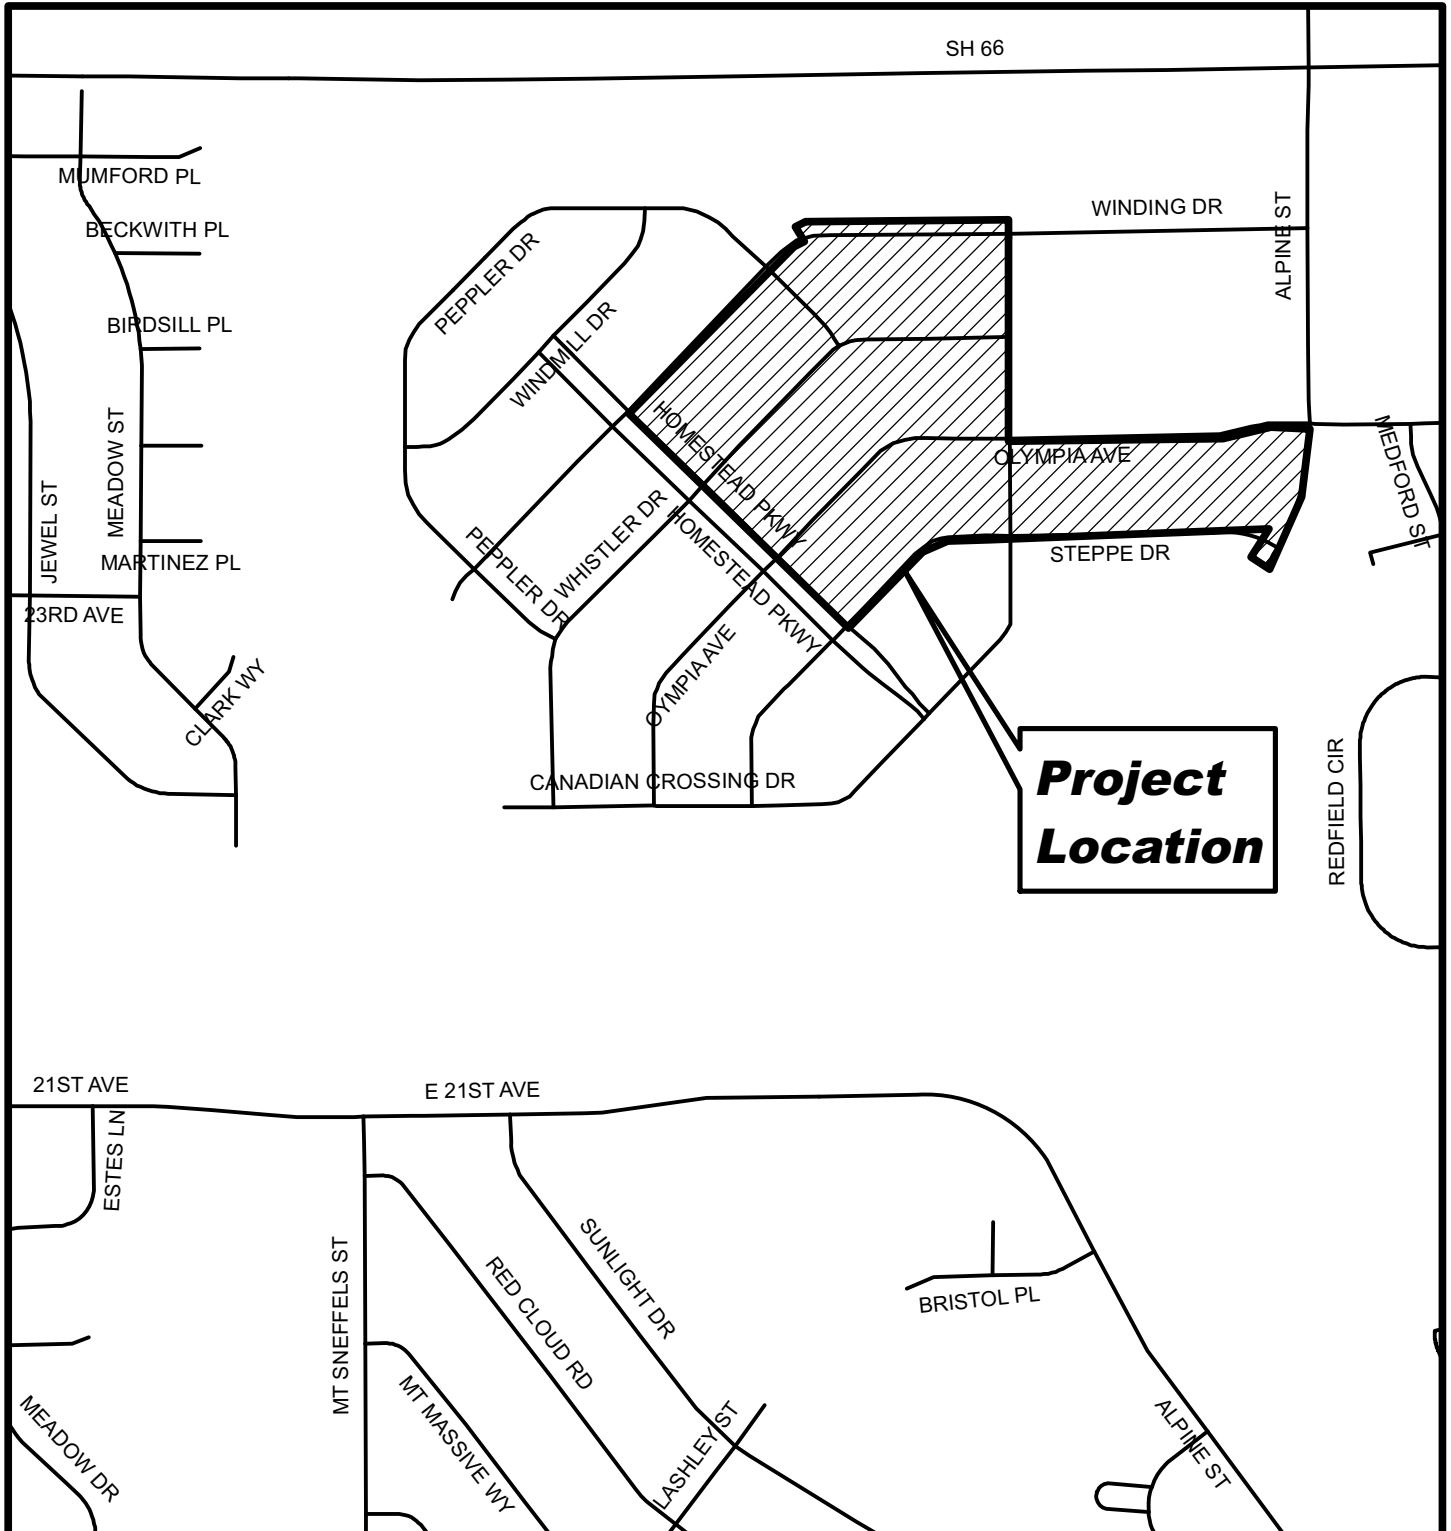 SH 66
MUMFORD PL
WINDING DR
ALPINE ST
BECKWITH PL
PEPPLER DR
BIRDSILL PL
WINDMILL DR
MEADOW ST
HOMESTEAD PKWY
OLYMPIA AVE
MEDFORD ST
JEWEL ST
WHISTLER DR
HOMESTEAD PKWY
PEPPLER DR
STEPPE DR
MARTINEZ PL
23RD AVE
OYMPIA AVE
CLARK WY
CANADIAN CROSSING DR
Project
Location
REDFIELD CIR
21ST AVE
E 21ST AVE
ESTES LN
MT SNEFFELS ST
SUNLIGHT DR
RED CLOUD RD
BRISTOL PL
MEADOW DR
MT MASSIVE WY
LASHLEY ST
ALPINE ST